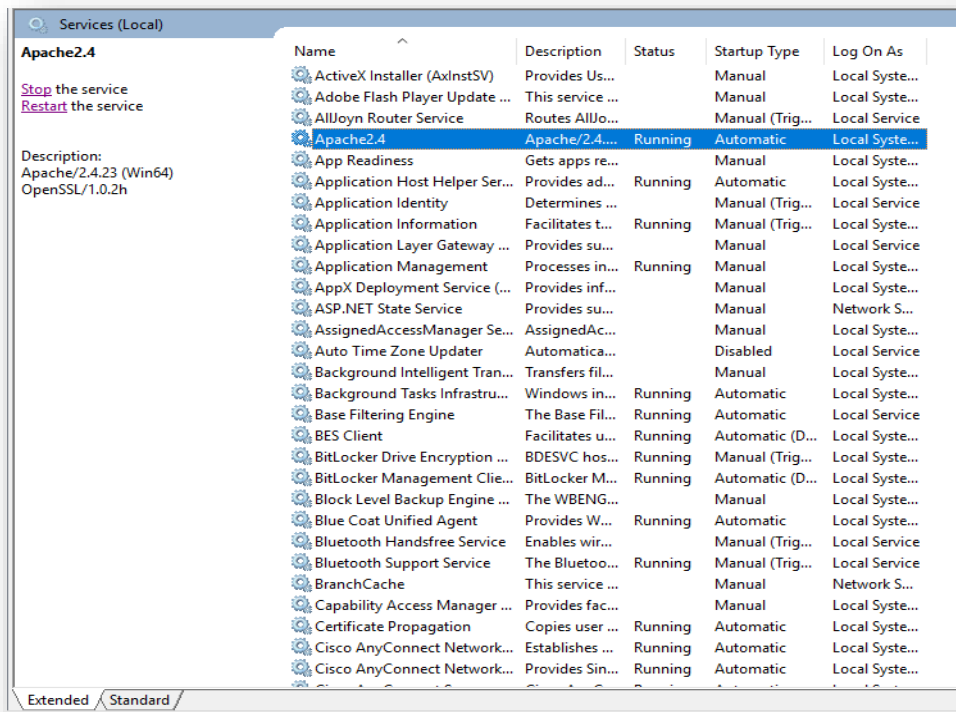 Services (Local)
Apache2.4
Stop the service
Restart the service
Description:
Apache/2.4.23 (Win64)
OpenSSL/1.0.2h
Name Description Status Startup Type Log On As
ActiveX Installer (AxInstSV) Provides Us... Manual Local Syste...
Adobe Flash Player Update ... This service ... Manual Local Syste...
AllJoyn Router Service Routes AllJo... Manual (Trig... Local Service
Apache2.4 Apache/2.4.... Running Automatic Local Syste...
App Readiness Gets apps re... Manual Local Syste...
Application Host Helper Ser... Provides ad... Running Automatic Local Syste...
Application Identity Determines ... Manual (Trig... Local Service
Application Information Facilitates t... Running Manual (Trig... Local Syste...
Application Layer Gateway ... Provides su... Manual Local Service
Application Management Processes in... Running Manual Local Syste...
AppX Deployment Service (... Provides inf... Manual Local Syste...
ASP.NET State Service Provides su... Manual Network S...
AssignedAccessManager Se... AssignedAc... Manual Local Syste...
Auto Time Zone Updater Automatica... Disabled Local Service
Background Intelligent Tran... Transfers fil... Manual Local Syste...
Background Tasks Infrastru... Windows in... Running Automatic Local Syste...
Base Filtering Engine The Base Fil... Running Automatic Local Service
BES Client Facilitates u... Running Automatic (D... Local Syste...
BitLocker Drive Encryption ... BDESVC hos... Running Manual (Trig... Local Syste...
BitLocker Management Clie... BitLocker M... Running Automatic (D... Local Syste...
Block Level Backup Engine ... The WBENG... Manual Local Syste...
Blue Coat Unified Agent Provides W... Running Automatic Local Syste...
Bluetooth Handsfree Service Enables wir... Manual (Trig... Local Service
Bluetooth Support Service The Bluetoo... Running Manual (Trig... Local Service
BranchCache This service ... Manual Network S...
Capability Access Manager ... Provides fac... Manual Local Syste...
Certificate Propagation Copies user ... Running Automatic Local Syste...
Cisco AnyConnect Network... Establishes ... Running Automatic Local Syste...
Cisco AnyConnect Network... Provides Sin... Running Automatic Local Syste...
Extended Standard